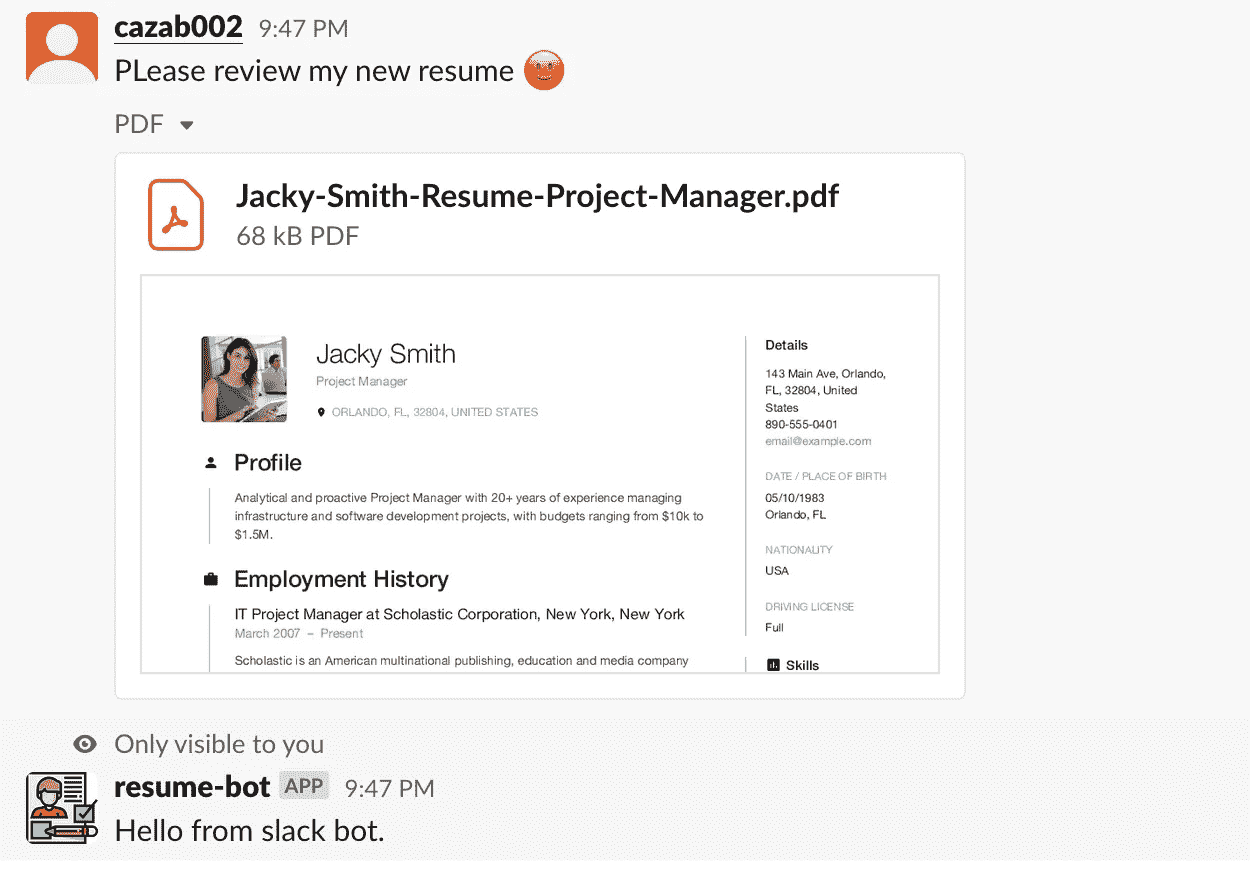 cazab002 9:47 PM
PLease review my new resume
PDF
Jacky-Smith-Resume-Project-Manager.pdf
68 kB PDF
Jacky Smith
Project Manager
ORLANDO, FL, 32804, UNITED STATES
Profile
Analytical and proactive Project Manager with 20+ years of experience managing
infrastructure and software development projects, with budgets ranging from $10k to
$1.5M.
Employment History
IT Project Manager at Scholastic Corporation, New York, New York
March 2007 – Present
Scholastic is an American multinational publishing, education and media company
Details
143 Main Ave, Orlando,
FL, 32804, United
States
890-555-0401
email@example.com
DATE / PLACE OF BIRTH
05/10/1983
Orlando, FL
NATIONALITY
USA
DRIVING LICENSE
Full
Skills
Only visible to you
resume-bot APP 9:47 PM
Hello from slack bot.